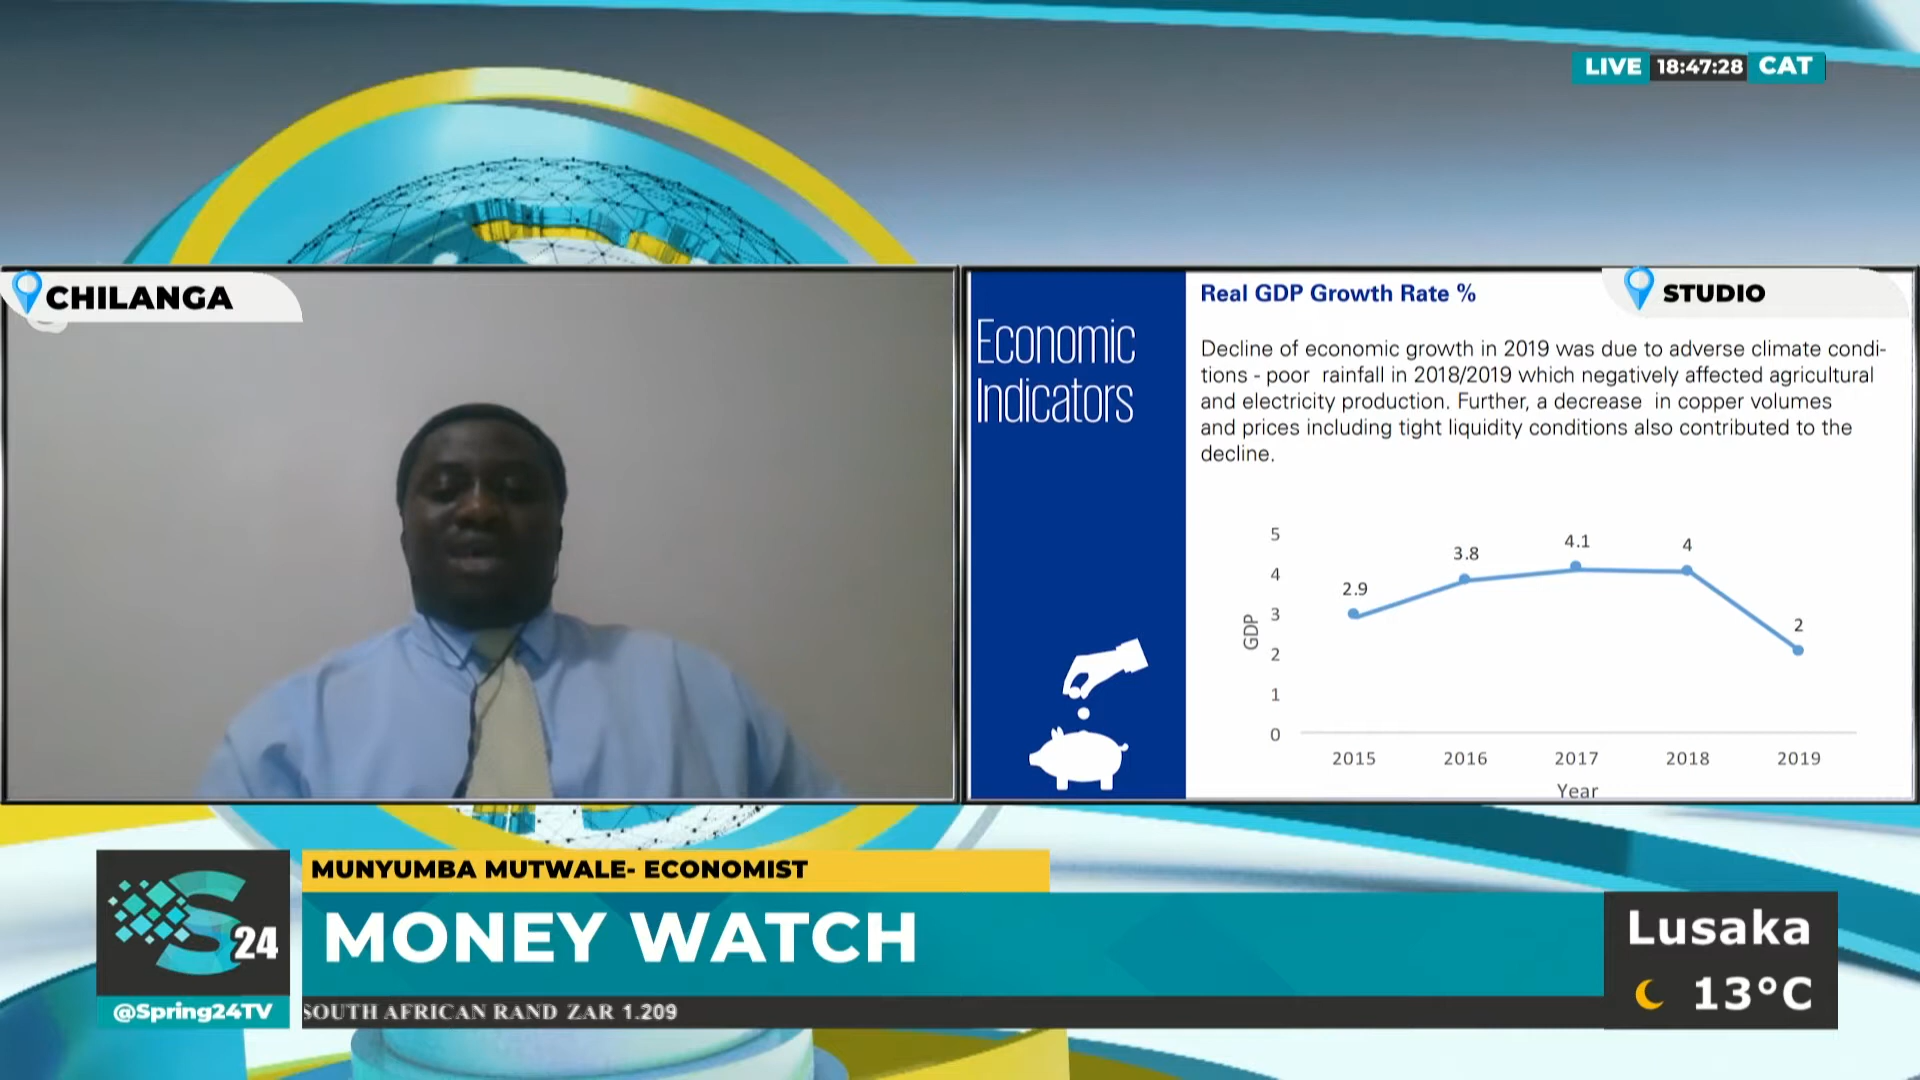 LIVE 18:47:28 CAT
CHILANGA
STUDIO
Economic
Indicators
Real GDP Growth Rate %
Decline of economic growth in 2019 was due to adverse climate condi-
tions - poor rainfall in 2018/2019 which negatively affected agricultural
and electricity production. Further, a decrease in copper volumes
and prices including tight liquidity conditions also contributed to the
decline.
5
4
3
2
1
0
GDP
2.9
3.8
4.1
4
2
2015 2016 2017 2018 2019
Year
MUNYUMBA MUTWALE- ECONOMIST
MONEY WATCH
S 24
@Spring24TV
SOUTH AFRICAN RAND ZAR 1.209
Lusaka
13°C